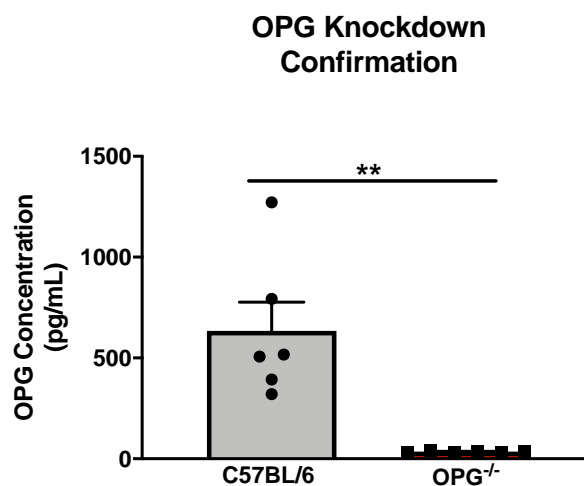 OPG Knockdown
Confirmation
OPG Concentration
(pg/mL)
1500
1000
500
0
**
C57BL/6
OPG-/-